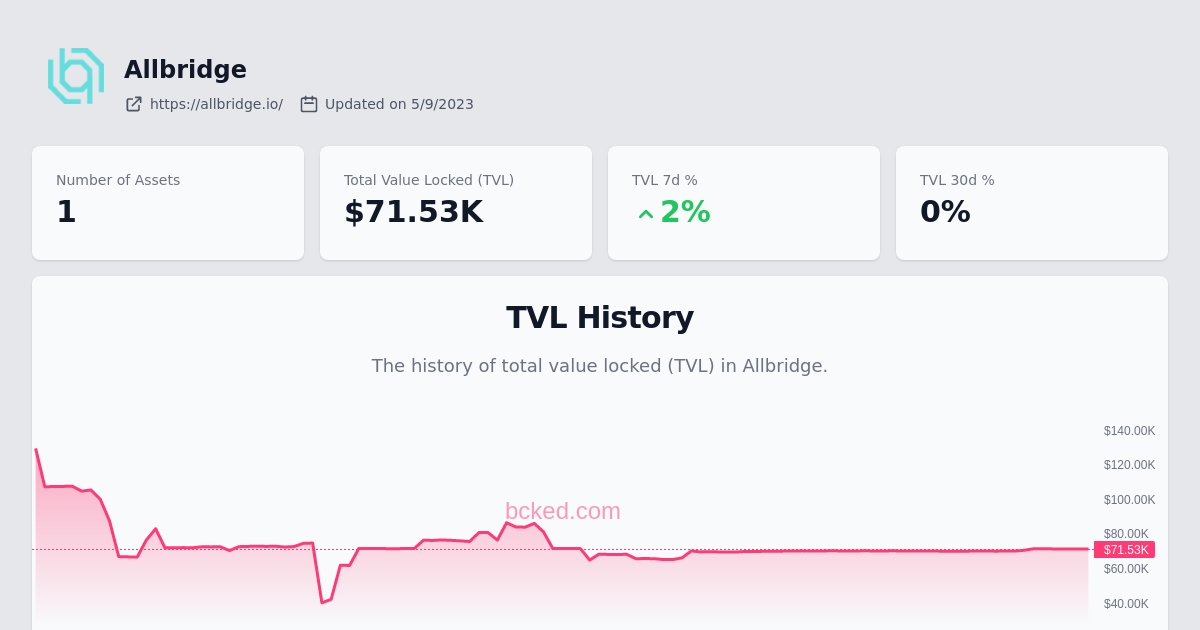 Allbridge
https://allbridge.io/ Updated on 5/9/2023
Number of Assets
1
Total Value Locked (TVL)
$71.53K
TVL 7d %
2%
TVL 30d %
0%
TVL History
The history of total value locked (TVL) in Allbridge.
$140.00K
$120.00K
$100.00K
bcked.com
$80.00K
$71.53K
$60.00K
$40.00K